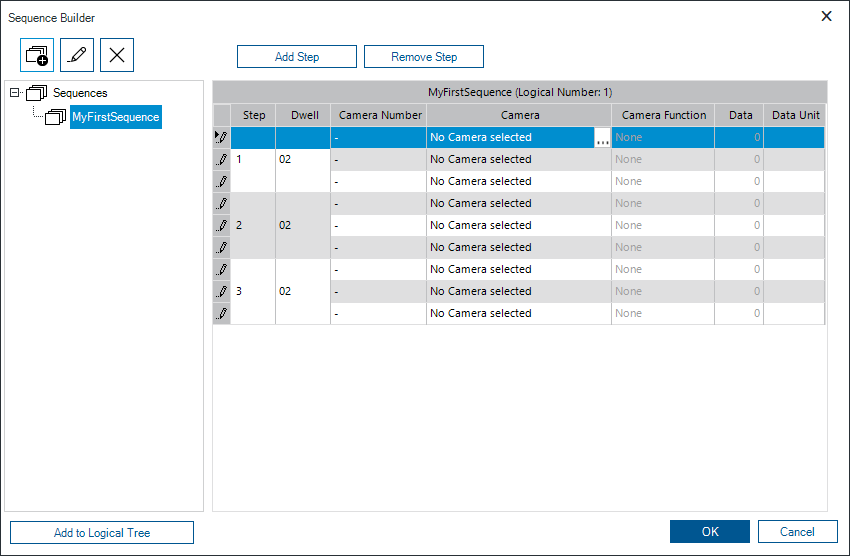 Sequence Builder
Add Step Remove Step
Sequences
MyFirstSequence
MyFirstSequence (Logical Number: 1)
Step Dwell Camera Number Camera Camera Function Data Data Unit
- No Camera selected ... None 0
1 02 - No Camera selected None 0
- No Camera selected None 0
- No Camera selected None 0
2 02 - No Camera selected None 0
- No Camera selected None 0
- No Camera selected None 0
3 02 - No Camera selected None 0
- No Camera selected None 0
Add to Logical Tree OK Cancel